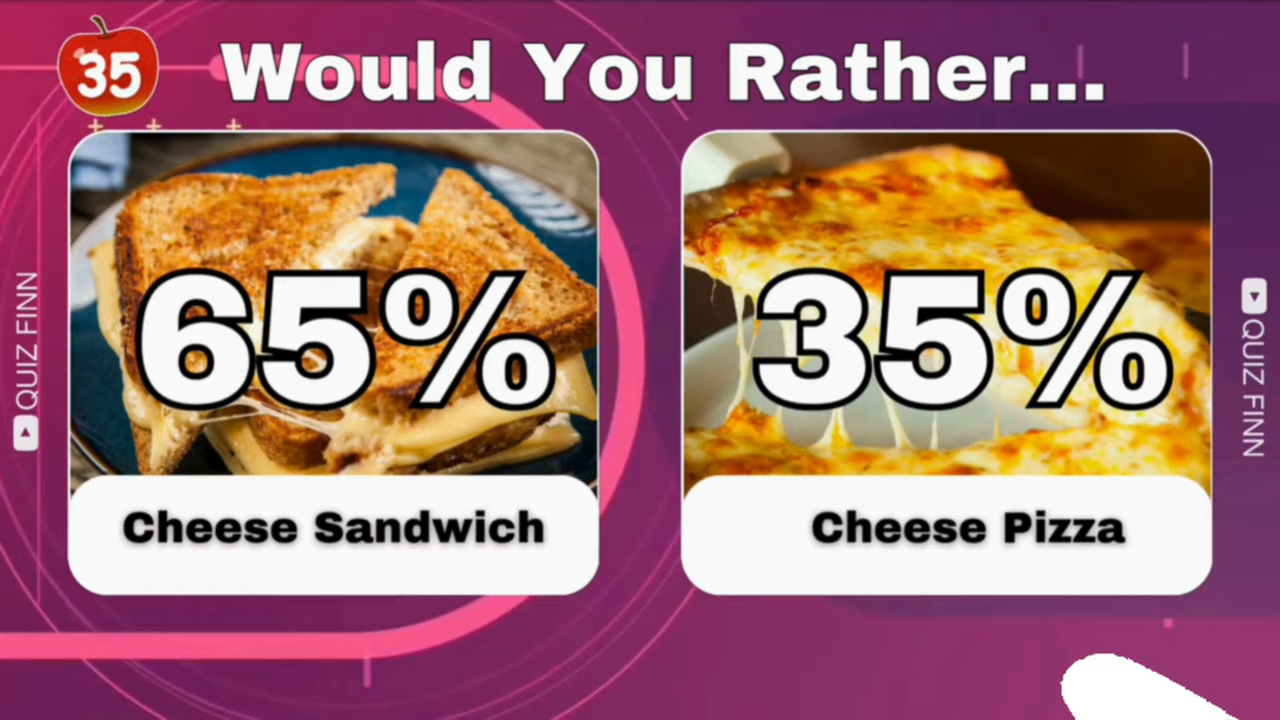 35
Would You Rather...
65%
35%
Cheese Sandwich
Cheese Pizza
QUIZ FINN
QUIZ FINN